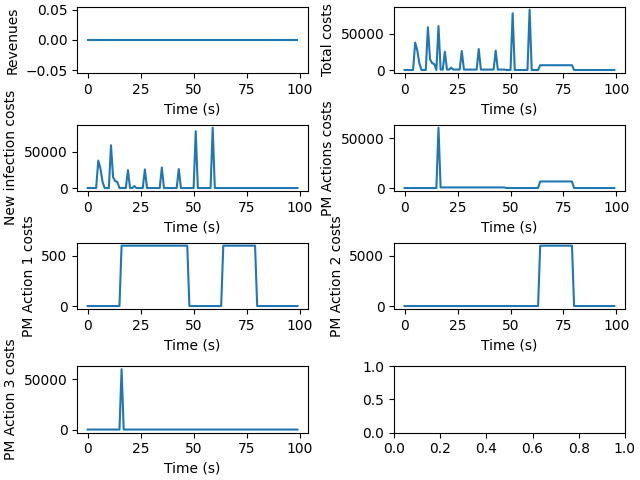 Revenues
0.05
0.00
−0.05
0 25 50 75 100
Time (s)
Total costs
50000
0
0 25 50 75 100
Time (s)
New infection costs
50000
0
0 25 50 75 100
Time (s)
PM Actions costs
50000
0
0 25 50 75 100
Time (s)
PM Action 1 costs
500
0
0 25 50 75 100
Time (s)
PM Action 2 costs
5000
0
0 25 50 75 100
Time (s)
PM Action 3 costs
50000
0
0 25 50 75 100
Time (s)
1.0
0.5
0.0
0.0 0.2 0.4 0.6 0.8 1.0